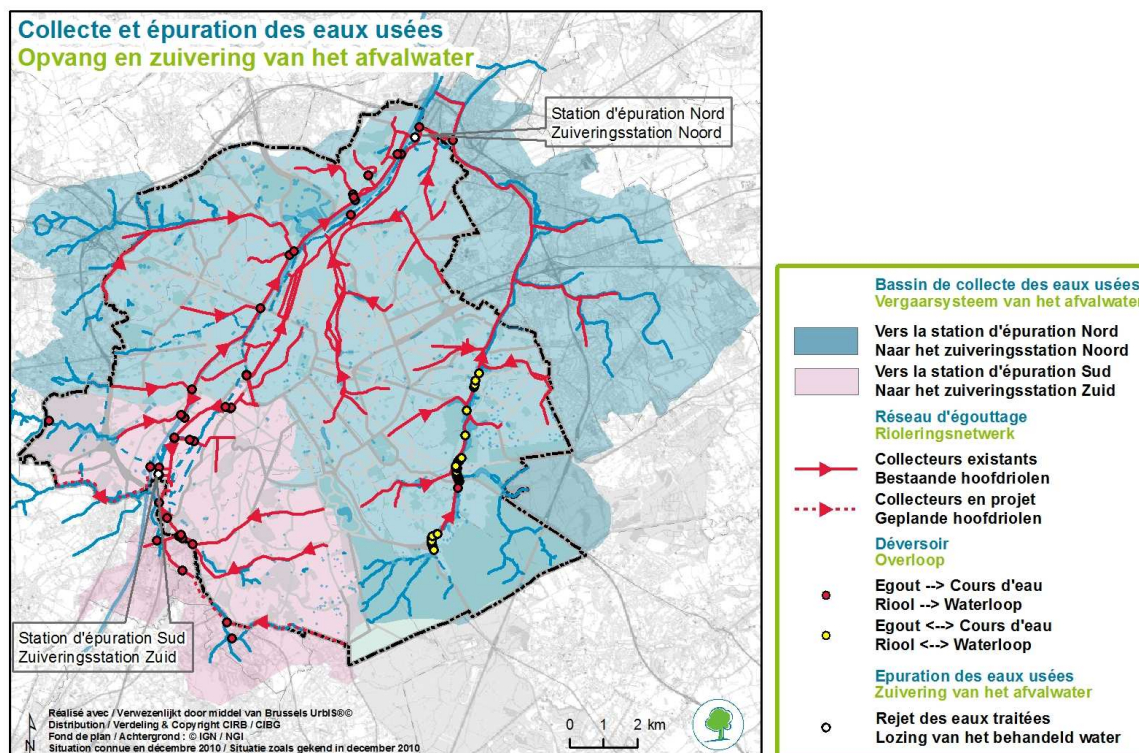 Collecte et épuration des eaux usées
Opvang en zuivering van het afvalwater
Station d'épuration Nord
Zuiveringsstation Noord
Station d'épuration Sud
Zuiveringsstation Zuid
N
Réalisé avec / Verwezenlijkt door middel van Brussels UrbIS®©
Distribution / Verdeling & Copyright CIRB / CIBG
Fond de plan / Achtergrond : © IGN / NGI
Situation connue en décembre 2010 / Situatie zoals gekend in december 2010
0 1 2 km
Bassin de collecte des eaux usées
Vergaarsysteem van het afvalwater
Vers la station d'épuration Nord
Naar het zuiveringsstation Noord
Vers la station d'épuration Sud
Naar het zuiveringsstation Zuid
Réseau d'égouttage
Rioleringsnetwerk
Collecteurs existants
Bestaande hoofdriolen
Collecteurs en projet
Geplande hoofdriolen
Déversoir
Overloop
Egout --> Cours d'eau
Riool --> Waterloop
Egout <--> Cours d'eau
Riool <--> Waterloop
Epuration des eaux usées
Zuivering van het afvalwater
Rejet des eaux traitées
Lozing van het behandeld water